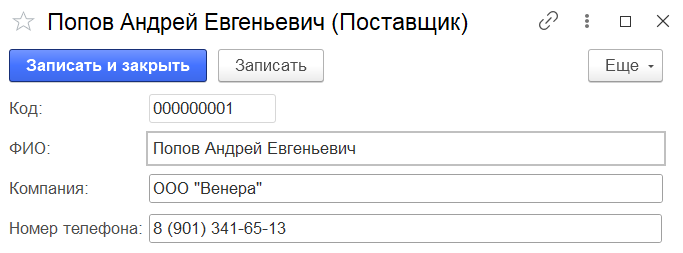 Попов Андрей Евгеньевич (Поставщик)
Записать и закрыть Записать Еще
Код: 000000001
ФИО: Попов Андрей Евгеньевич
Компания: ООО "Венера"
Номер телефона: 8 (901) 341-65-13